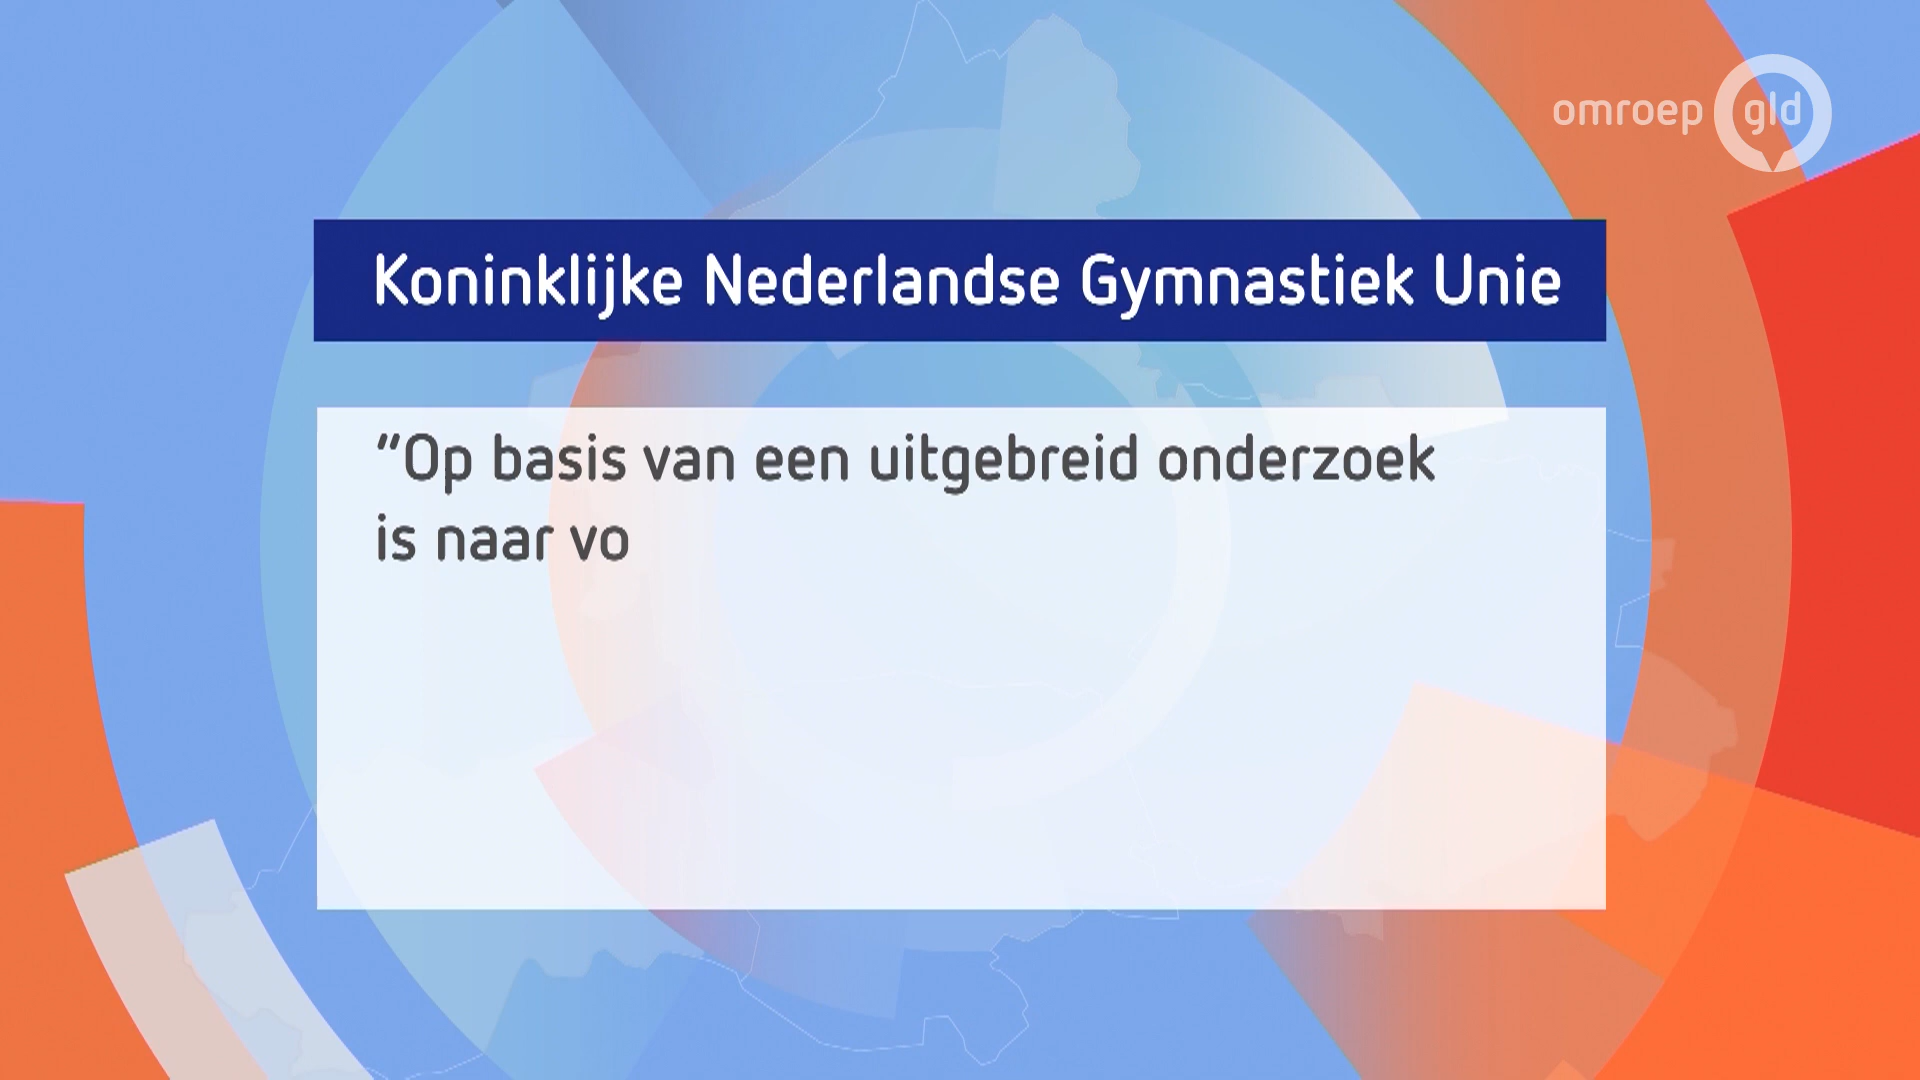 omroep gld
Koninklijke Nederlandse Gymnastiek Unie
“Op basis van een uitgebreid onderzoek
is naar vo